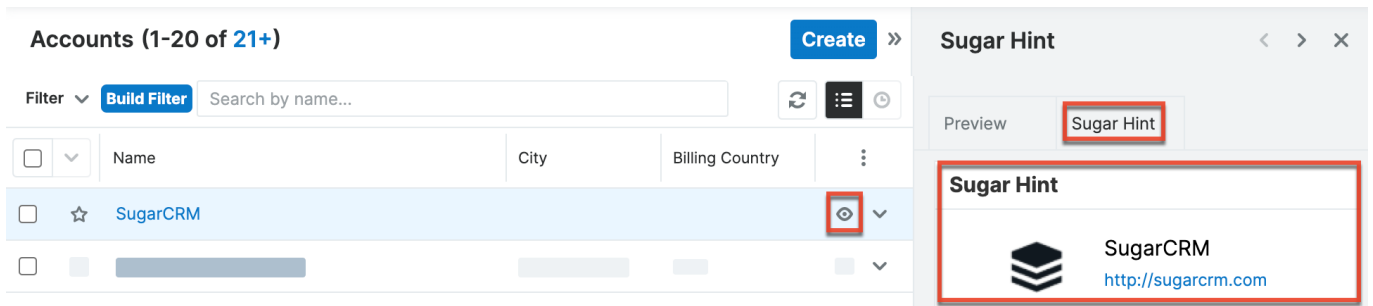 Accounts (1-20 of 21+)
Create »
Filter
Build Filter
Search by name...
Name
City
Billing Country
SugarCRM
Sugar Hint
Preview
Sugar Hint
Sugar Hint
SugarCRM
http://sugarcrm.com